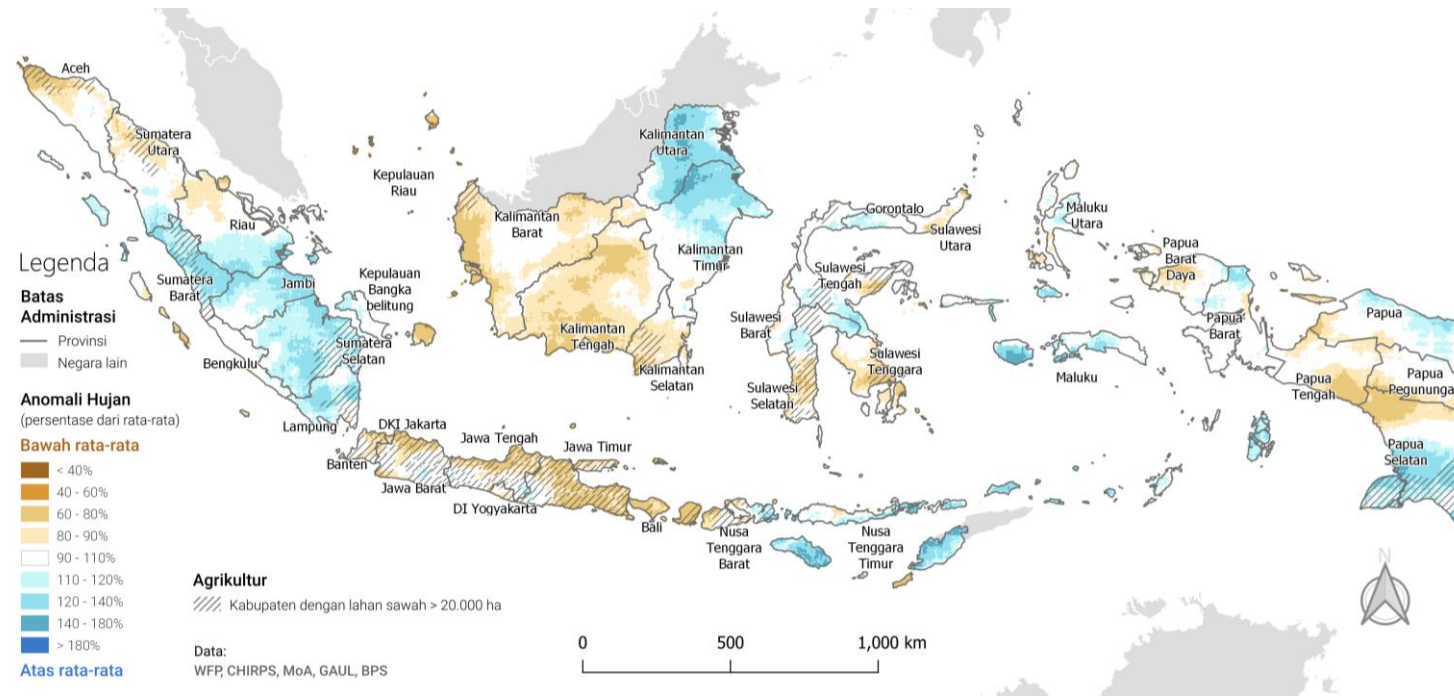 Aceh
Sumatera
Utara
Riau
Kepulauan
Riau
Sumatera
Barat
Jambi
Kepulauan
Bangka
belitung
Sumatera
Selatan
Bengkulu
Lampung
DKI Jakarta
Banten
Jawa Barat
Jawa Tengah
DI Yogyakarta
Jawa Timur
Bali
Nusa
Tenggara
Barat
Nusa
Tenggara
Timur
Kalimantan
Utara
Kalimantan
Barat
Kalimantan
Timur
Kalimantan
Tengah
Kalimantan
Selatan
Gorontalo
Sulawesi
Utara
Sulawesi
Tengah
Sulawesi
Barat
Sulawesi
Tenggara
Sulawesi
Selatan
Maluku
Utara
Maluku
Papua
Barat
Daya
Papua
Barat
Papua
Papua
Tengah
Papua
Pegununga
Papua
Selatan
Legenda
Batas
Administrasi
Provinsi
Negara lain
Anomali Hujan
(persentase dari rata-rata)
Bawah rata-rata
< 40%
40 - 60%
60 - 80%
80 - 90%
90 - 110%
110 - 120%
120 - 140%
140 - 180%
> 180%
Atas rata-rata
Agrikultur
Kabupaten dengan lahan sawah > 20.000 ha
Data:
WFP, CHIRPS, MoA, GAUL, BPS
0 500 1,000 km
N